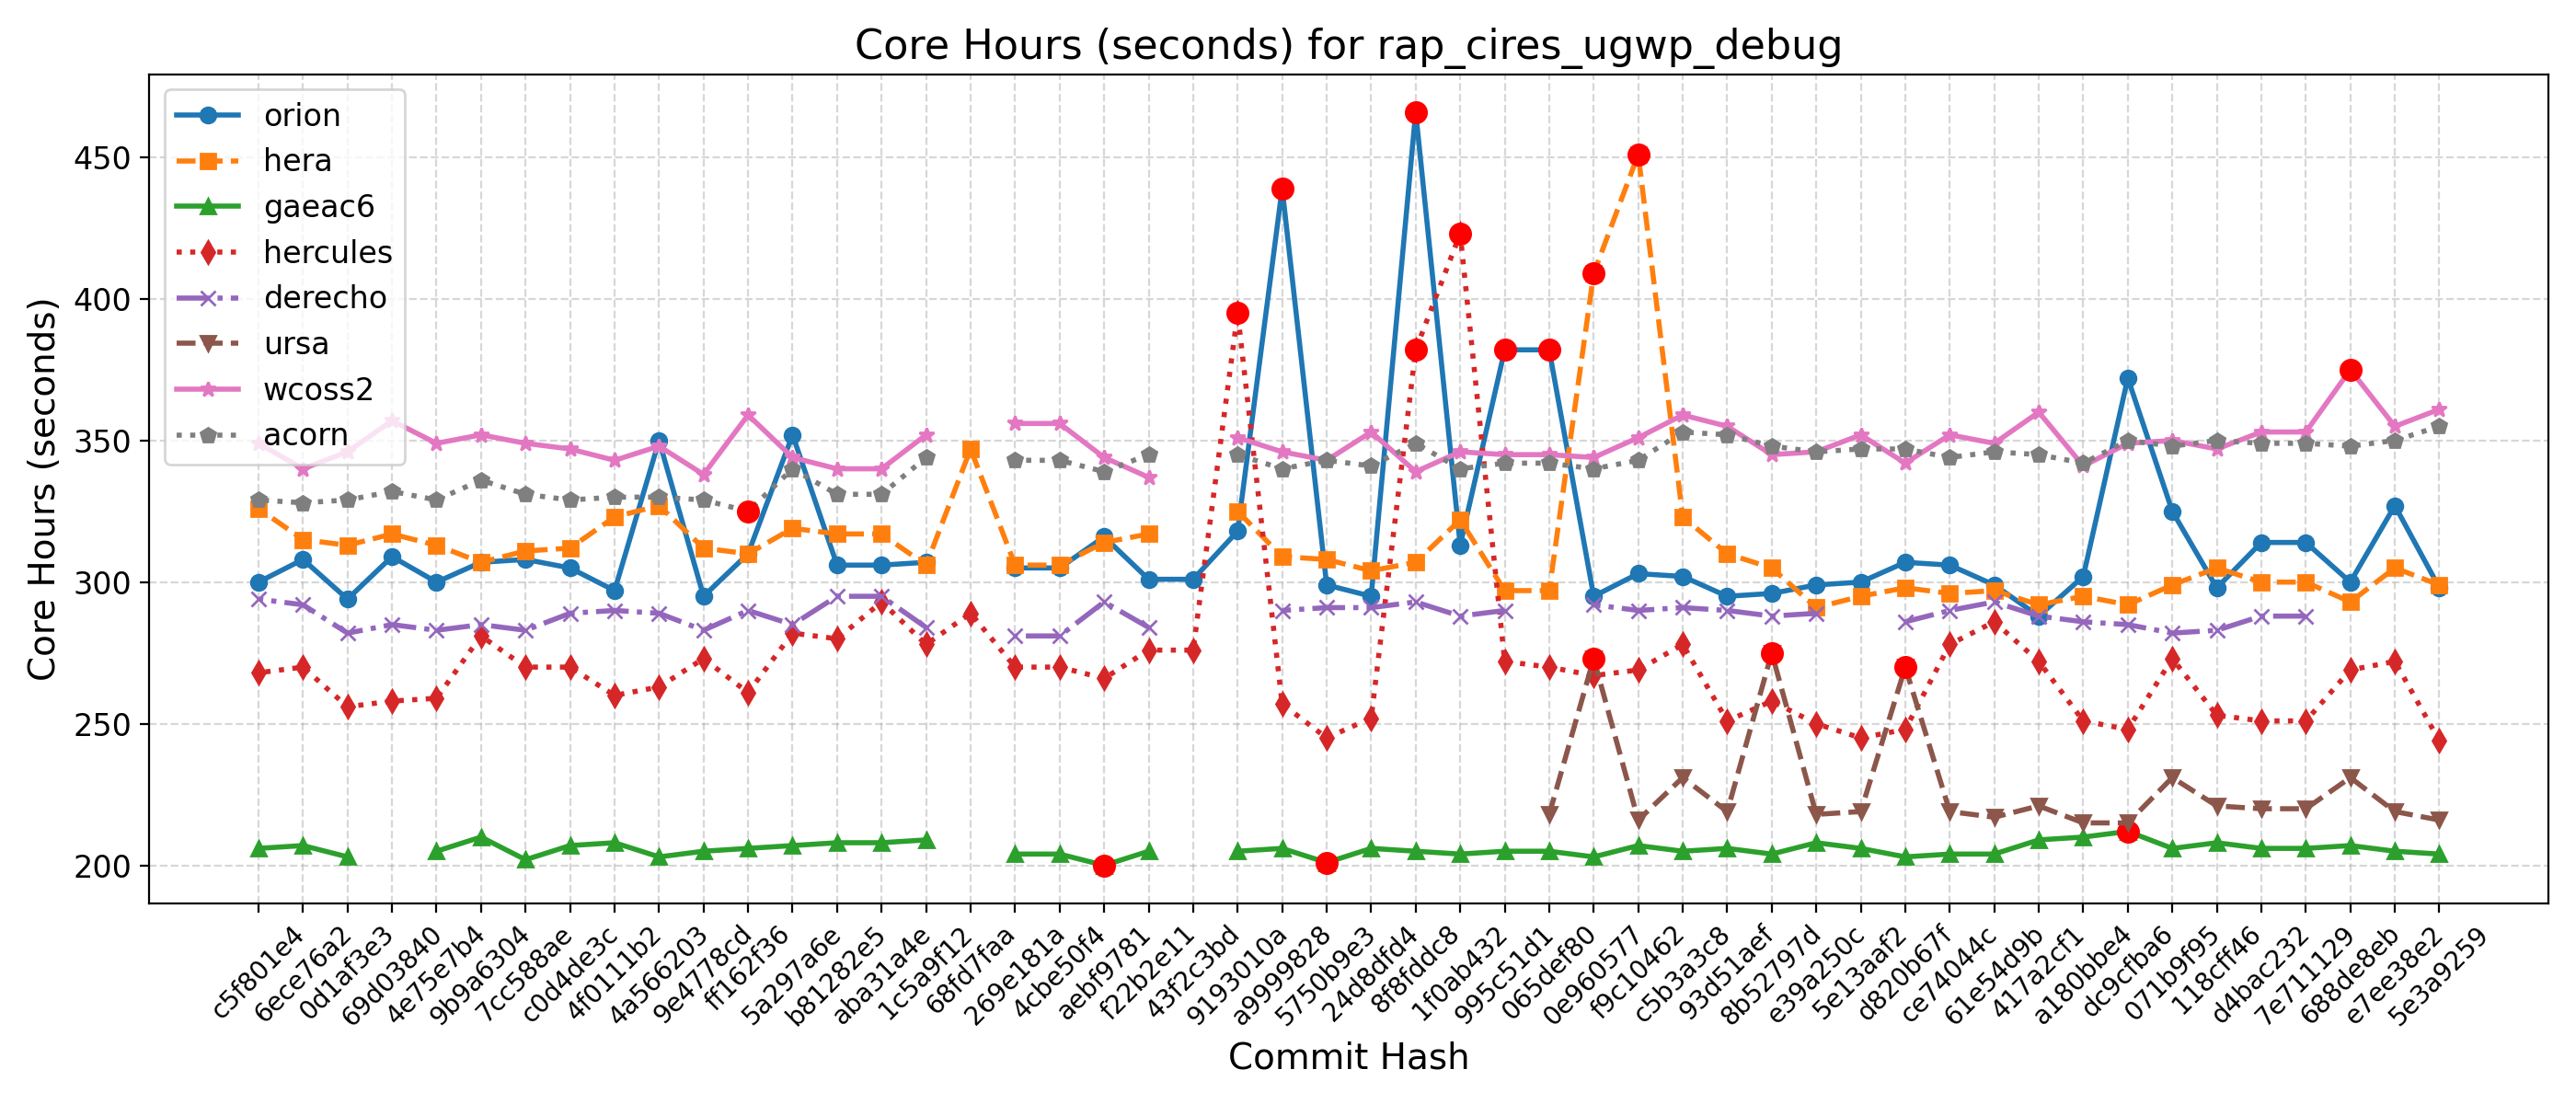 Core Hours (seconds) for rap_cires_ugwp_debug
Core Hours (seconds)
450
400
350
300
250
200
orion
hera
gaeac6
hercules
derecho
ursa
wcoss2
acorn
c5f801e4
6ece76a2
0d1af3e3
69d03840
4e75e7b4
9b9a6304
7cc588ae
c0d4de3c
4f0111b2
4a566203
9e4778cd
ff162f36
5a297a6e
b81282e5
aba31a4e
1c5a9f12
68fd7faa
269e181a
4cbe50f4
aebf9781
f22b2e11
43f2c3bd
9193010a
a9999828
5750b9e3
24d8dfd4
8f8fddc8
1f0ab432
995c51d1
065def80
0e960577
f9c10462
c5b3a3c8
93d51aef
8b52797d
e39a250c
5e13aaf2
d820b67f
ce74044c
61e54d9b
417a2cf1
a180bbe4
dc9cfba6
071b9f95
118cff46
d4bac232
7e711129
688de8eb
e7ee38e2
5e3a9259
Commit Hash